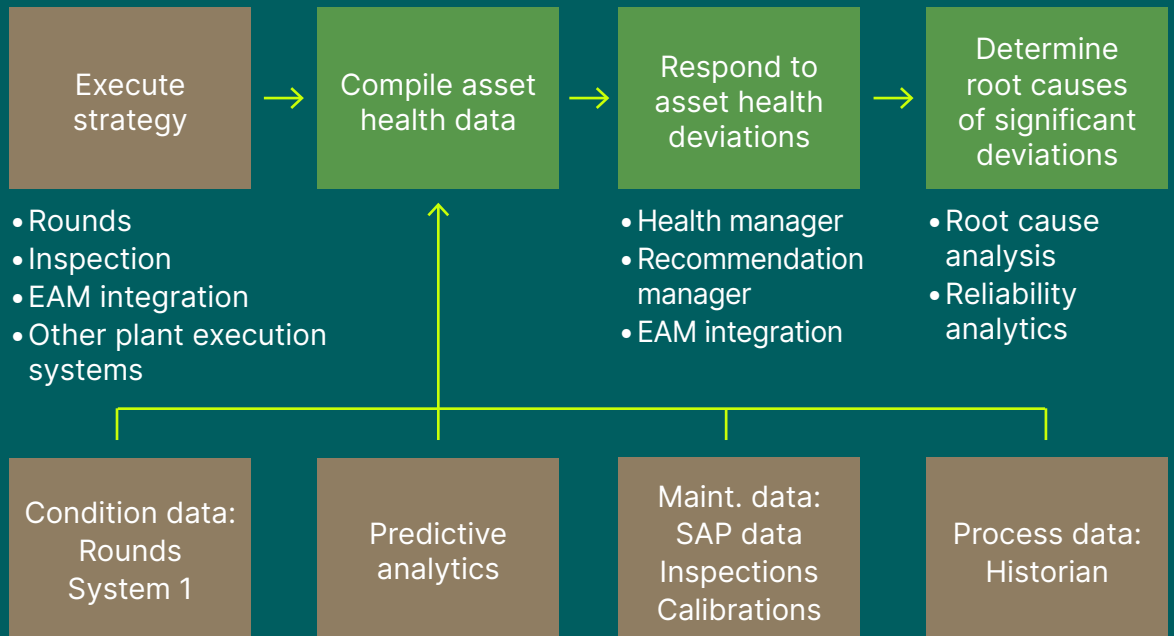 Execute
strategy
Compile asset
health data
Respond to
asset health
deviations
Determine
root causes
of significant
deviations
• Rounds
• Inspection
• EAM integration
• Other plant execution
systems
• Health manager
• Recommendation
manager
• EAM integration
• Root cause
analysis
• Reliability
analytics
Condition data:
Rounds
System 1
Predictive
analytics
Maint. data:
SAP data
Inspections
Calibrations
Process data:
Historian